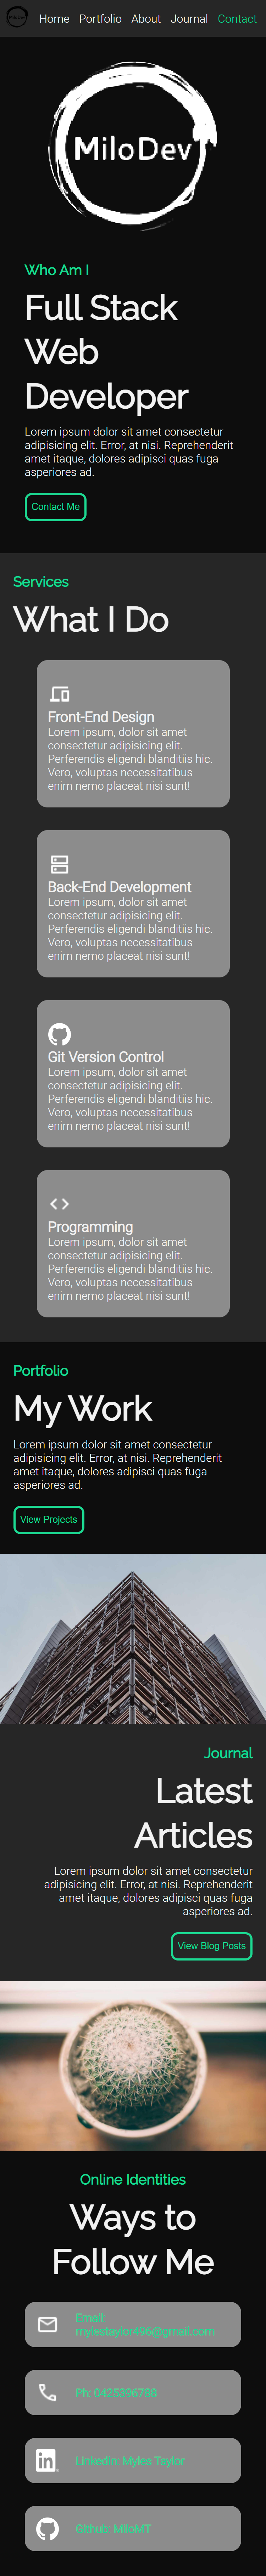 MiloDev
Home Portfolio About Journal Contact
MiloDev
Who Am I
Full Stack
Web
Developer
Lorem ipsum dolor sit amet consectetur
adipisicing elit. Error, at nisi. Reprehenderit
amet itaque, dolores adipisci quas fuga
asperiores ad.
Contact Me
Services
What I Do
Front-End Design
Lorem ipsum, dolor sit amet
consectetur adipisicing elit.
Perferendis eligendi blanditiis hic.
Vero, voluptas necessitatibus
enim nemo placeat nisi sunt!
Back-End Development
Lorem ipsum, dolor sit amet
consectetur adipisicing elit.
Perferendis eligendi blanditiis hic.
Vero, voluptas necessitatibus
enim nemo placeat nisi sunt!
Git Version Control
Lorem ipsum, dolor sit amet
consectetur adipisicing elit.
Perferendis eligendi blanditiis hic.
Vero, voluptas necessitatibus
enim nemo placeat nisi sunt!
Programming
Lorem ipsum, dolor sit amet
consectetur adipisicing elit.
Perferendis eligendi blanditiis hic.
Vero, voluptas necessitatibus
enim nemo placeat nisi sunt!
Portfolio
My Work
Lorem ipsum dolor sit amet consectetur
adipisicing elit. Error, at nisi. Reprehenderit
amet itaque, dolores adipisci quas fuga
asperiores ad.
View Projects
Journal
Latest
Articles
Lorem ipsum dolor sit amet consectetur
adipisicing elit. Error, at nisi. Reprehenderit
amet itaque, dolores adipisci quas fuga
asperiores ad.
View Blog Posts
Online Identities
Ways to
Follow Me
Email:
mylestaylor496@gmail.com
Ph: 0425396788
in
LinkedIn: Myles Taylor
Github: MiloMT